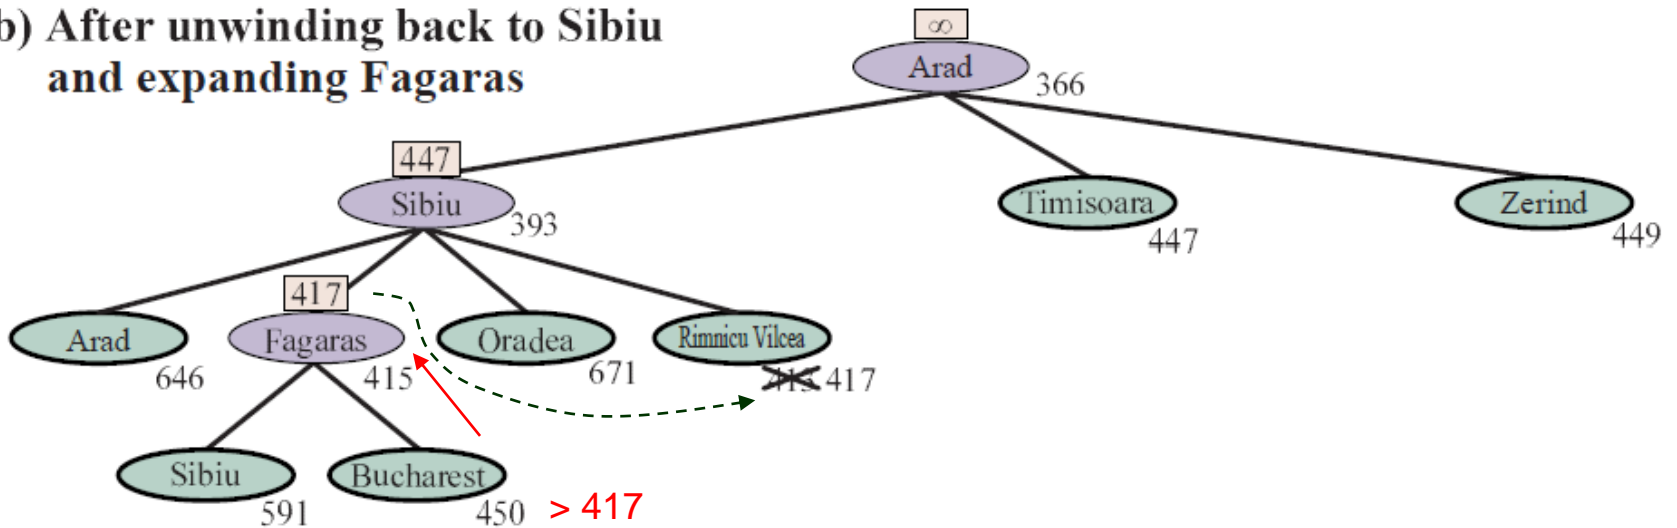 b) After unwinding back to Sibiu
and expanding Fagaras
∞
Arad
366
447
Sibiu
393
Timisoara
447
Zerind
449
417
Arad
646
Fagaras
415
Oradea
671
Rimnicu Vilcea
413 417
Sibiu
591
Bucharest
450 > 417